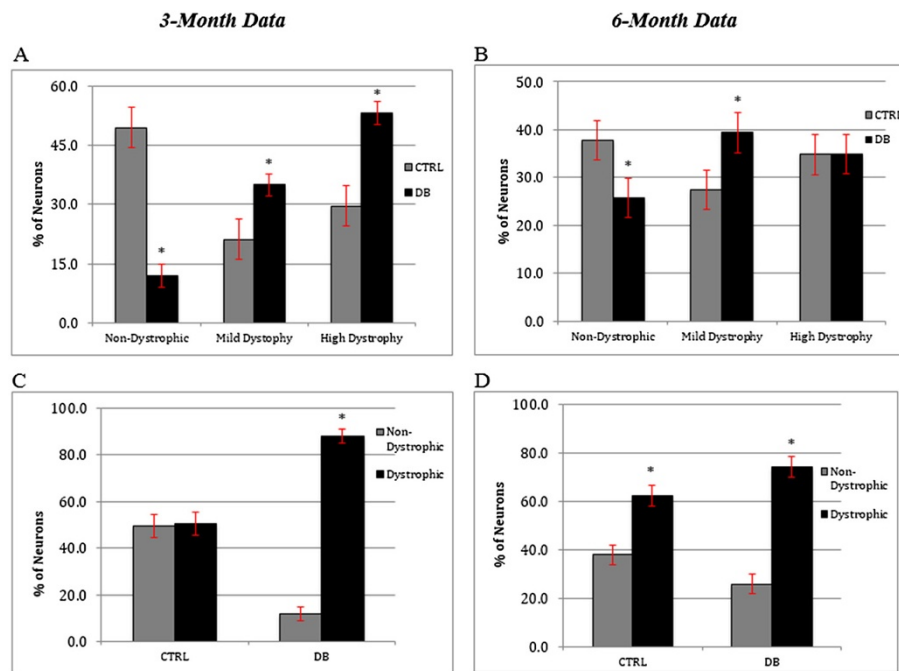 3-Month Data
6-Month Data
A
60.0
45.0
30.0
15.0
0.0
% of Neurons
*
*
*
CTRL
DB
Non-Dystrophic
Mild Dystophy
High Dystrophy
B
50.0
40.0
30.0
20.0
10.0
0.0
% of Neurons
*
*
CTRL
DB
Non-Dystrophic
Mild Dystrophy
High Dystrophy
C
100.0
80.0
60.0
40.0
20.0
0.0
% of Neurons
*
Non-
Dystrophic
Dystrophic
CTRL
DB
D
100.0
80.0
60.0
40.0
20.0
0.0
% of Neurons
*
*
Non-
Dystrophic
Dystrophic
CTRL
DB